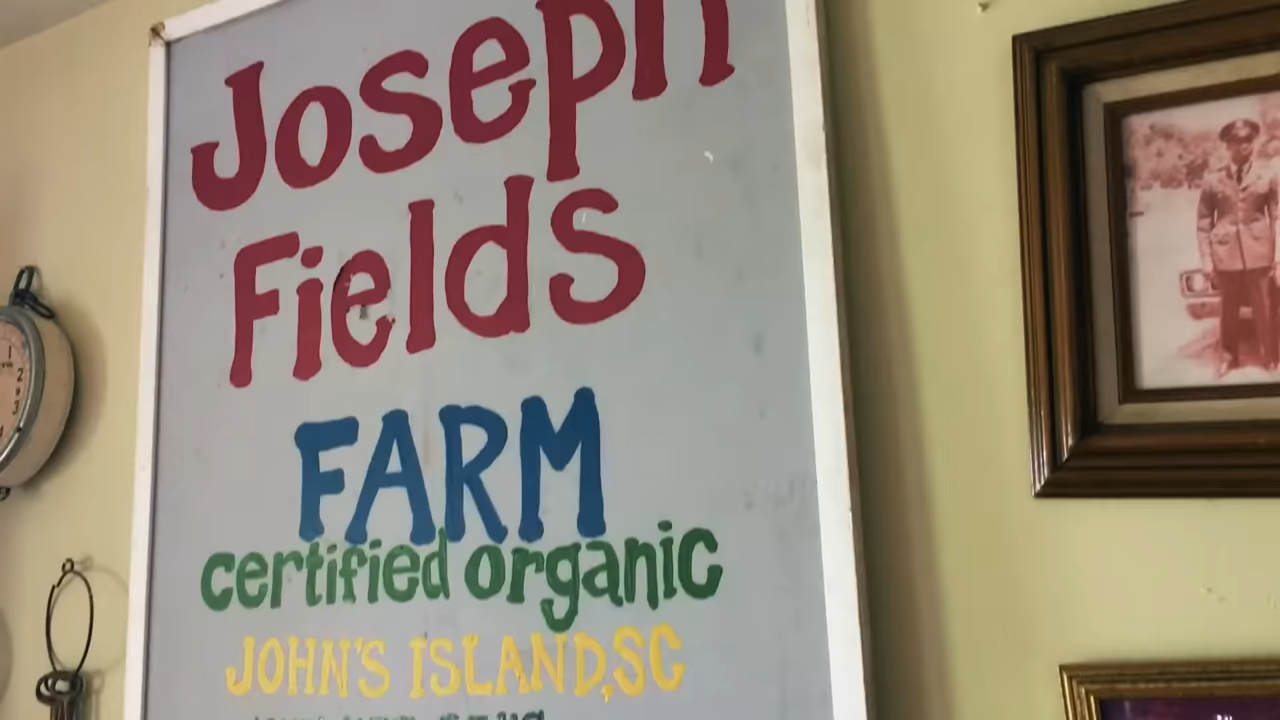 Joseph
Fields
FARM
certified organic
JOHN'S ISLAND, SC